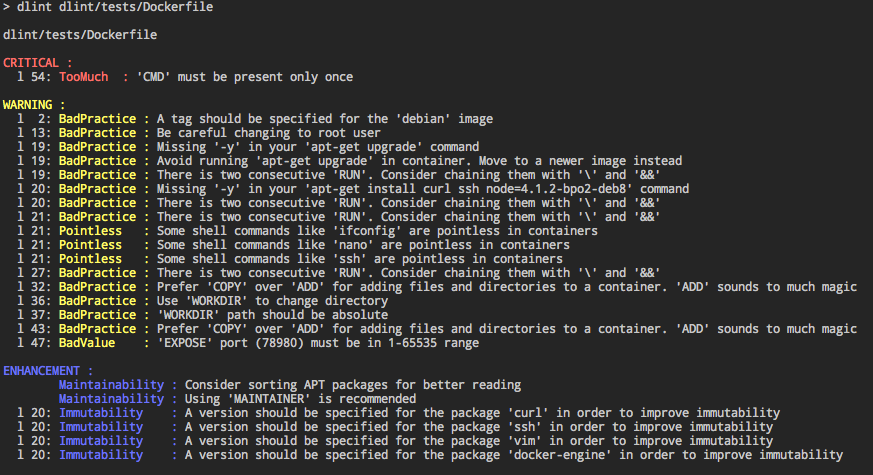 > dlint dlint/tests/Dockerfile
dlint/tests/Dockerfile
CRITICAL :
l 54: TooMuch : 'CMD' must be present only once
WARNING :
l 2: BadPractice : A tag should be specified for the 'debian' image
l 13: BadPractice : Be careful changing to root user
l 19: BadPractice : Missing '-y' in your 'apt-get upgrade' command
l 19: BadPractice : Avoid running 'apt-get upgrade' in container. Move to a newer image instead
l 19: BadPractice : There is two consecutive 'RUN'. Consider chaining them with '\' and '&&'
l 20: BadPractice : Missing '-y' in your 'apt-get install curl ssh node=4.1.2-bpo2-deb8' command
l 20: BadPractice : There is two consecutive 'RUN'. Consider chaining them with '\' and '&&'
l 21: BadPractice : There is two consecutive 'RUN'. Consider chaining them with '\' and '&&'
l 21: Pointless : Some shell commands like 'ifconfig' are pointless in containers
l 21: Pointless : Some shell commands like 'nano' are pointless in containers
l 21: Pointless : Some shell commands like 'ssh' are pointless in containers
l 27: BadPractice : There is two consecutive 'RUN'. Consider chaining them with '\' and '&&'
l 32: BadPractice : Prefer 'COPY' over 'ADD' for adding files and directories to a container. 'ADD' sounds to much magic
l 36: BadPractice : Use 'WORKDIR' to change directory
l 37: BadPractice : 'WORKDIR' path should be absolute
l 43: BadPractice : Prefer 'COPY' over 'ADD' for adding files and directories to a container. 'ADD' sounds to much magic
l 47: BadValue : 'EXPOSE' port (78980) must be in 1-65535 range
ENHANCEMENT :
Maintainability : Consider sorting APT packages for better reading
Maintainability : Using 'MAINTAINER' is recommended
l 20: Immutability : A version should be specified for the package 'curl' in order to improve immutability
l 20: Immutability : A version should be specified for the package 'ssh' in order to improve immutability
l 20: Immutability : A version should be specified for the package 'vim' in order to improve immutability
l 20: Immutability : A version should be specified for the package 'docker-engine' in order to improve immutability